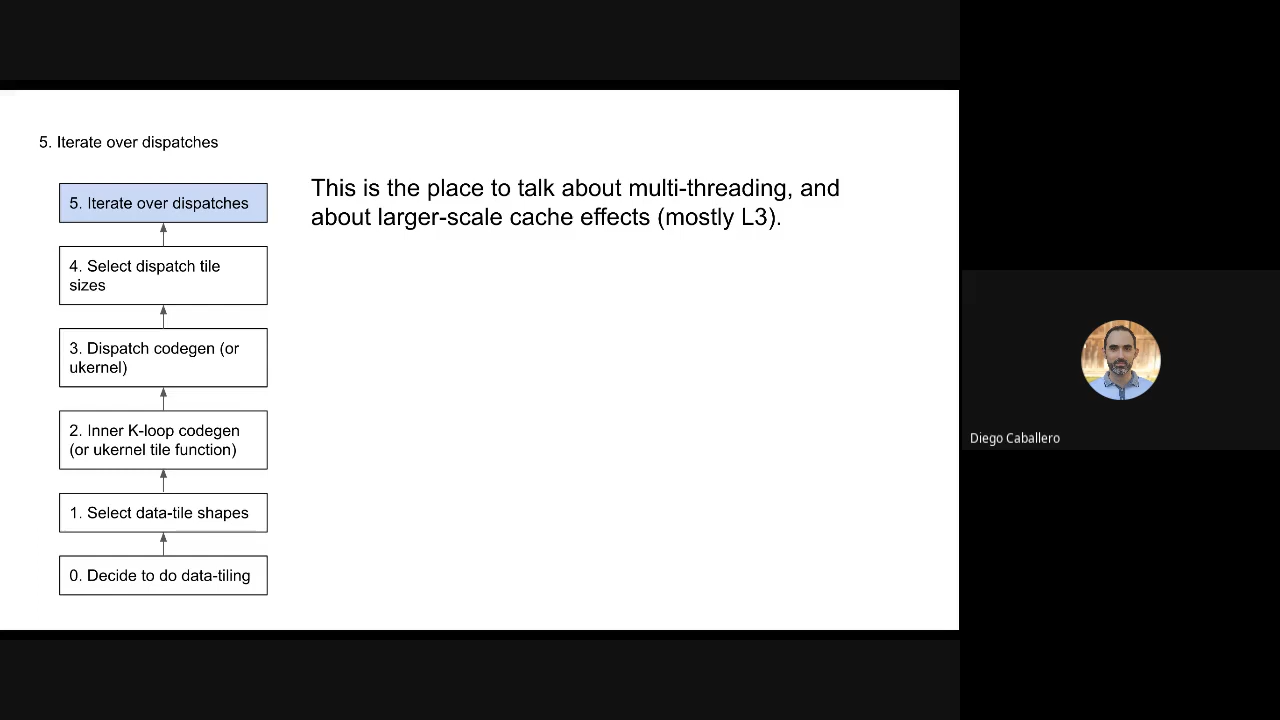 5. Iterate over dispatches
5. Iterate over dispatches
This is the place to talk about multi-threading, and
about larger-scale cache effects (mostly L3).
4. Select dispatch tile
sizes
3. Dispatch codegen (or
ukernel)
2. Inner K-loop codegen
(or ukernel tile function)
1. Select data-tile shapes
0. Decide to do data-tiling
Diego Caballero